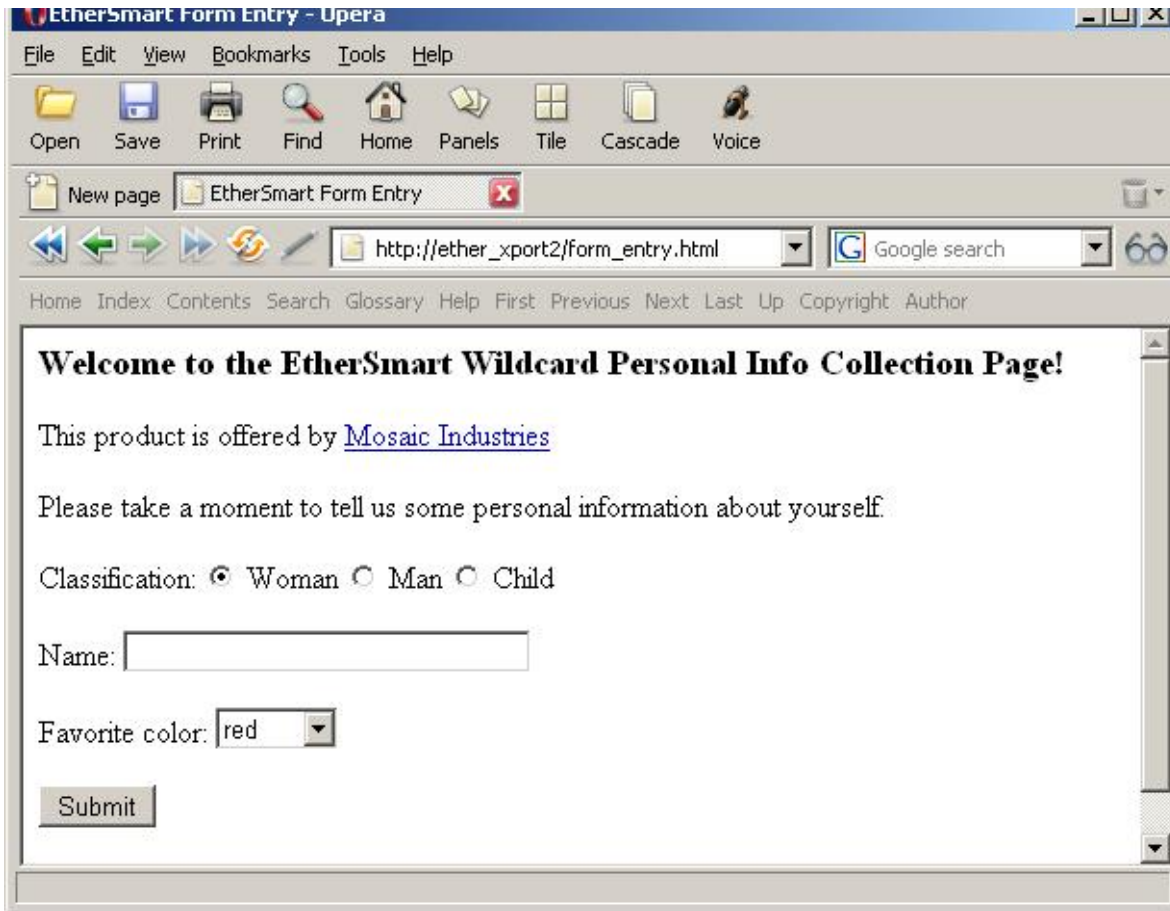 EtherSmart Form Entry - Opera
File Edit View Bookmarks Tools Help
Open Save Print Find Home Panels Tile Cascade Voice
New page EtherSmart Form Entry
http://ether_xport2/form_entry.html G Google search
Home Index Contents Search Glossary Help First Previous Next Last Up Copyright Author
Welcome to the EtherSmart Wildcard Personal Info Collection Page!
This product is offered by Mosaic Industries
Please take a moment to tell us some personal information about yourself.
Classification: Woman Man Child
Name:
Favorite color: red
Submit